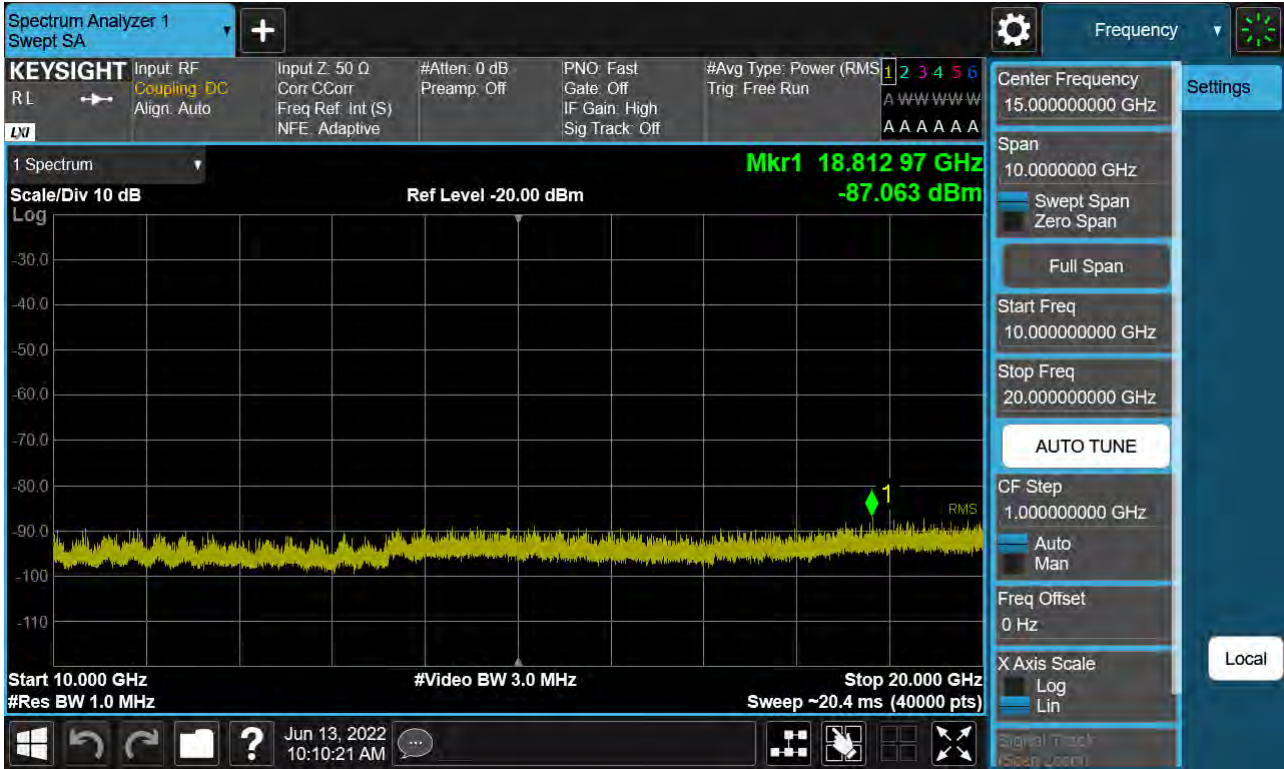 Spectrum Analyzer 1
Swept SA
Frequency
KEYSIGHT
R L
LXI
Input: RF
Coupling: DC
Align: Auto
Input Z: 50 Ω
Corr CCorr
Freq Ref: Int (S)
NFE: Adaptive
#Atten: 0 dB
Preamp: Off
PNO: Fast
Gate: Off
IF Gain: High
Sig Track: Off
#Avg Type: Power (RMS
Trig: Free Run
1 2 3 4 5 6
A W W W W W
A A A A A A
1 Spectrum
Scale/Div 10 dB
Log
Ref Level -20.00 dBm
Mkr1 18.812 97 GHz
-87.063 dBm
-30.0
-40.0
-50.0
-60.0
-70.0
-80.0
-90.0
-100
-110
1
RMS
Start 10.000 GHz
#Res BW 1.0 MHz
#Video BW 3.0 MHz
Stop 20.000 GHz
Sweep ~20.4 ms (40000 pts)
Center Frequency
15.000000000 GHz
Span
10.0000000 GHz
Swept Span
Zero Span
Full Span
Start Freq
10.000000000 GHz
Stop Freq
20.000000000 GHz
AUTO TUNE
CF Step
1.000000000 GHz
Auto
Man
Freq Offset
0 Hz
X Axis Scale
Log
Lin
Signal Track
(Span Zoom)
Settings
Local
?
Jun 13, 2022
10:10:21 AM